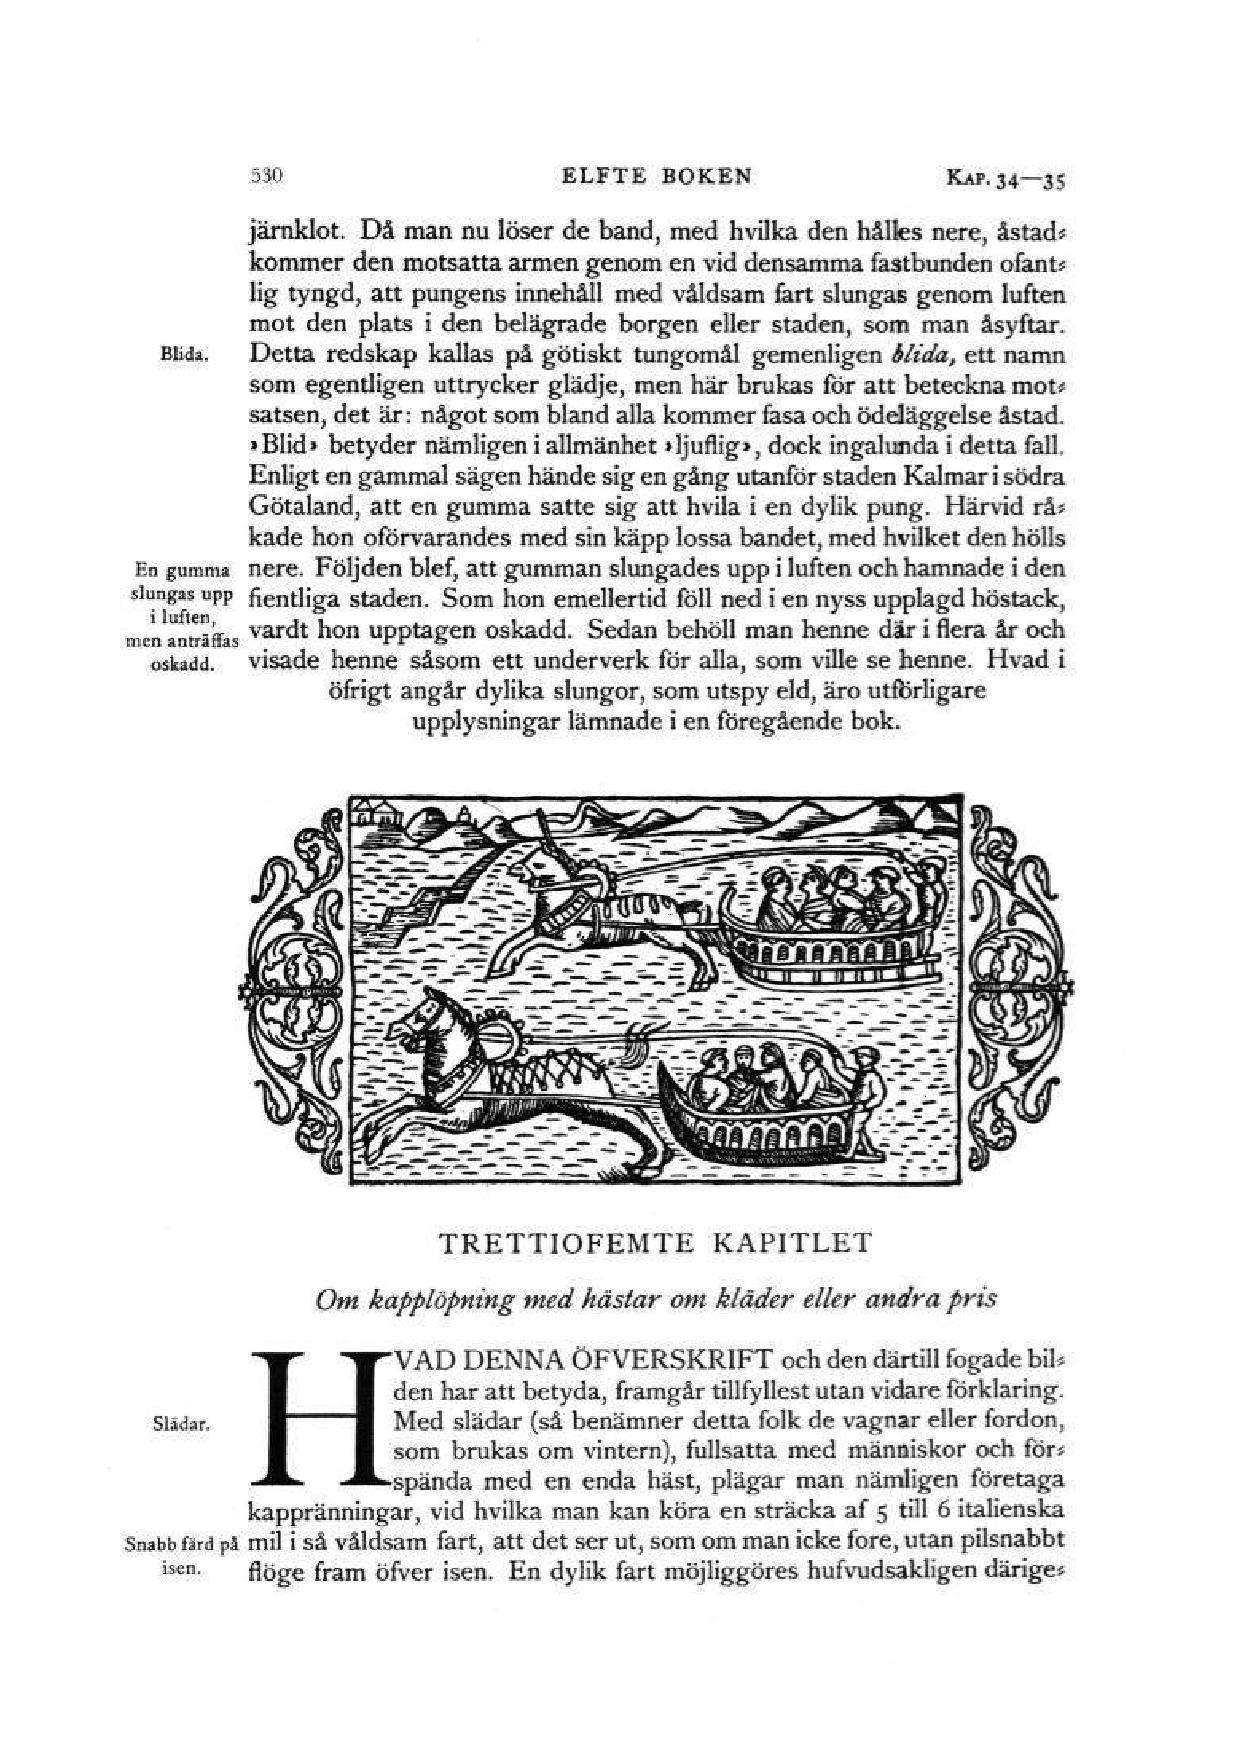 530 ELFTE BOKEN KAP. 34—35
järnklot. Då man nu löser de band, med hvilka den hålles nere, åstad⸗
kommer den motsatta armen genom en vid densamma fastbunden ofant⸗
lig tyngd, att pungens innehåll med våldsam fart slungas genom luften
mot den plats i den belägrade borgen eller staden, som man åsyftar.
Blida.
Detta redskap kallas på götiskt tungomål gemenligen blida, ett namn
som egentligen uttrycker glädje, men här brukas för att beteckna mot⸗
satsen, det är: något som bland alla kommer fasa och ödeläggelse åstad.
»Blid» betyder nämligen i allmänhet »ljuflig», dock ingalunda i detta fall.
Enligt en gammal sägen hände sig en gång utanför staden Kalmar i södra
Götaland, att en gumma satte sig att hvila i en dylik pung. Härvid rå⸗
kade hon oförvarandes med sin käpp lossa bandet, med hvilket den hölls
En gumma
slungas upp
i luften,
men anträffas
oskadd.
nere. Följden blef, att gumman slungades upp i luften och hamnade i den
fientliga staden. Som hon emellertid föll ned i en nyss upplagd höstack,
vardt hon upptagen oskadd. Sedan behöll man henne där i flera år och
visade henne såsom ett underverk för alla, som ville se henne. Hvad i
öfrigt angår dylika slungor, som utspy eld, äro utförligare
upplysningar lämnade i en föregående bok.
TRETTIOFEMTE KAPITLET
Om kapplöpning med hästar om kläder eller andra pris
HVAD DENNA ÖFVERSKRIFT och den därtill fogade bil⸗
den har att betyda, framgår tillfyllest utan vidare förklaring.
Slädar.
Med slädar (så benämner detta folk de vagnar eller fordon,
som brukas om vintern), fullsatta med människor och för⸗
spända med en enda häst, plägar man nämligen företaga
kappränningar, vid hvilka man kan köra en sträcka af 5 till 6 italienska
Snabb färd på
isen.
mil i så våldsam fart, att det ser ut, som om man icke fore, utan pilsnabbt
flöge fram öfver isen. En dylik fart möjliggöres hufvudsakligen därige⸗